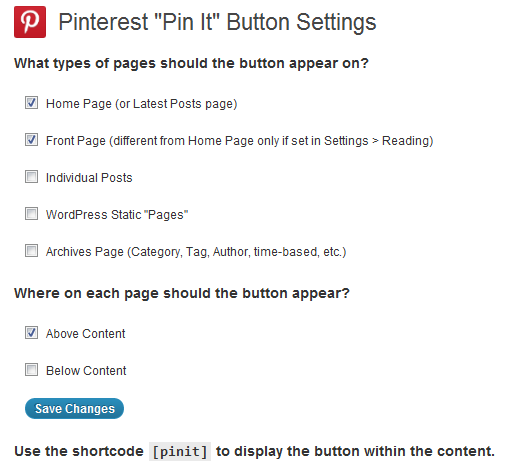 Pinterest "Pin It" Button Settings
What types of pages should the button appear on?
Home Page (or Latest Posts page)
Front Page (different from Home Page only if set in Settings > Reading)
Individual Posts
WordPress Static "Pages"
Archives Page (Category, Tag, Author, time-based, etc.)
Where on each page should the button appear?
Above Content
Below Content
Save Changes
Use the shortcode [pinit] to display the button within the content.